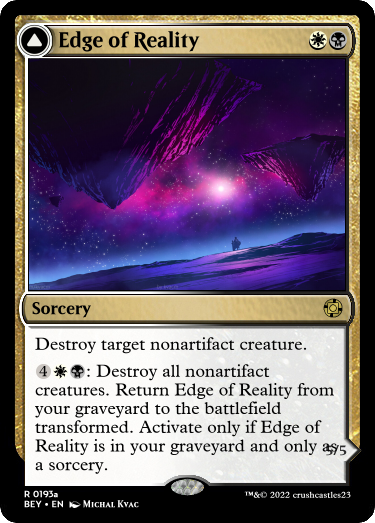 Edge of Reality
Sorcery
Destroy target nonartifact creature.
4: Destroy all nonartifact
creatures. Return Edge of Reality from
your graveyard to the battlefield
transformed. Activate only if Edge of
Reality is in your graveyard and only as
a sorcery.
5/5
R 0193a
BEY • EN Michal Kvac
™&© 2022 crushcastles23